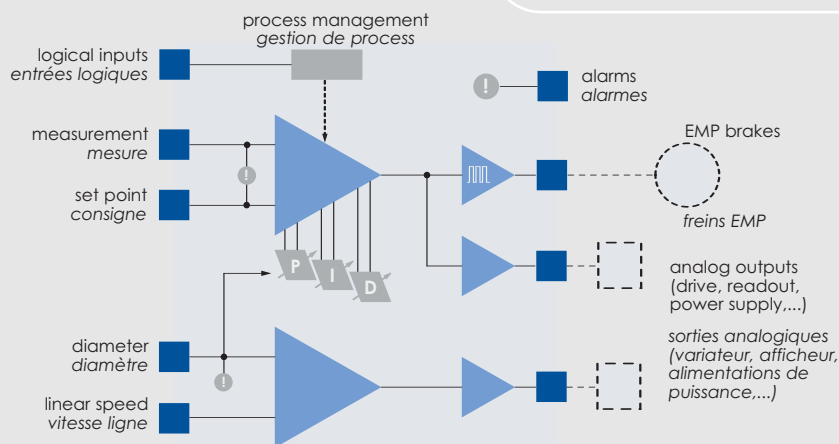 process management
gestion de process
logical inputs
entrées logiques
!
alarms
alarmes
measurement
mesure
!
set point
consigne
EMP brakes
freins EMP
P
I
D
analog outputs
(drive, readout,
power supply,...)
sorties analogiques
(variateur, afficheur,
alimentations de
puissance,...)
diameter
diamètre
!
linear speed
vitesse ligne